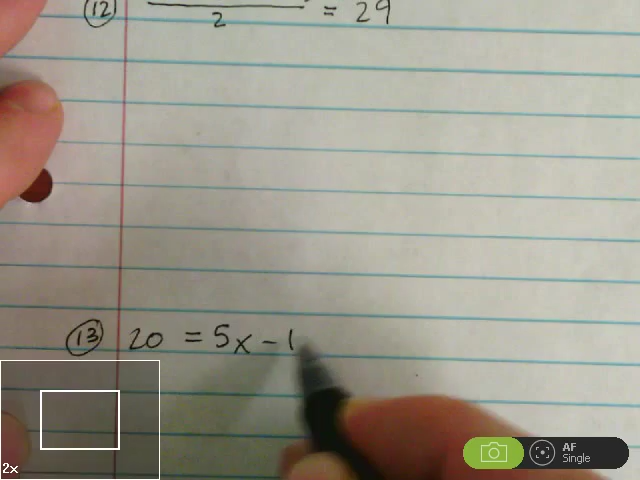 (12) 2 = 29
(13) 20 = 5x - 1
2x
AF
Single